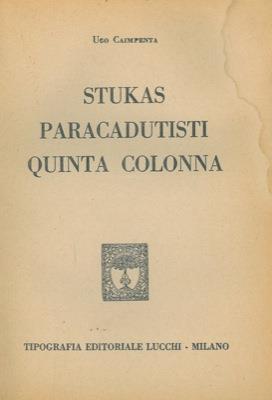 Ugo Caimpenta
STUKAS
PARACADUTISTI
QUINTA COLONNA
TIPOGRAFIA EDITORIALE LUCCHI - MILANO